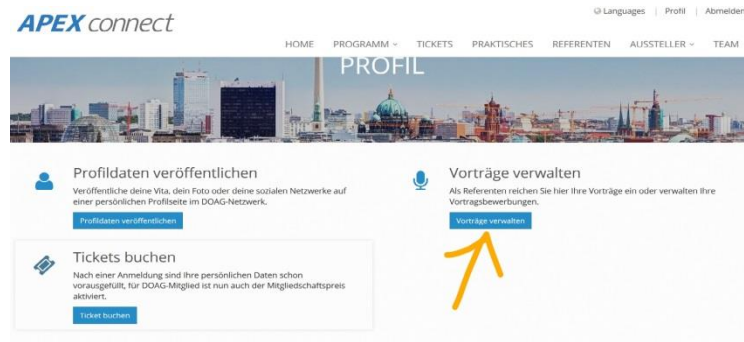 Languages | Profil | Abmelden
APEX connect
HOME PROGRAMM TICKETS PRAKTISCHES REFERENTEN AUSSTELLER TEAM
PROFIL
Profildaten veröffentlichen
Veröffentliche deine Vita, dein Foto oder deine sozialen Netzwerke auf
einer persönlichen Profilseite im DOAG-Netzwerk.
Profildaten veröffentlichen
Vorträge verwalten
Als Referenten reichen Sie hier Ihre Vorträge ein oder verwalten Ihre
Vortragsbewerbungen.
Vorträge verwalten
Tickets buchen
Nach einer Anmeldung sind Ihre persönlichen Daten schon
vorausgefüllt, für DOAG-Mitglied ist nun auch der Mitgliedschaftspreis
aktiviert.
Ticket buchen